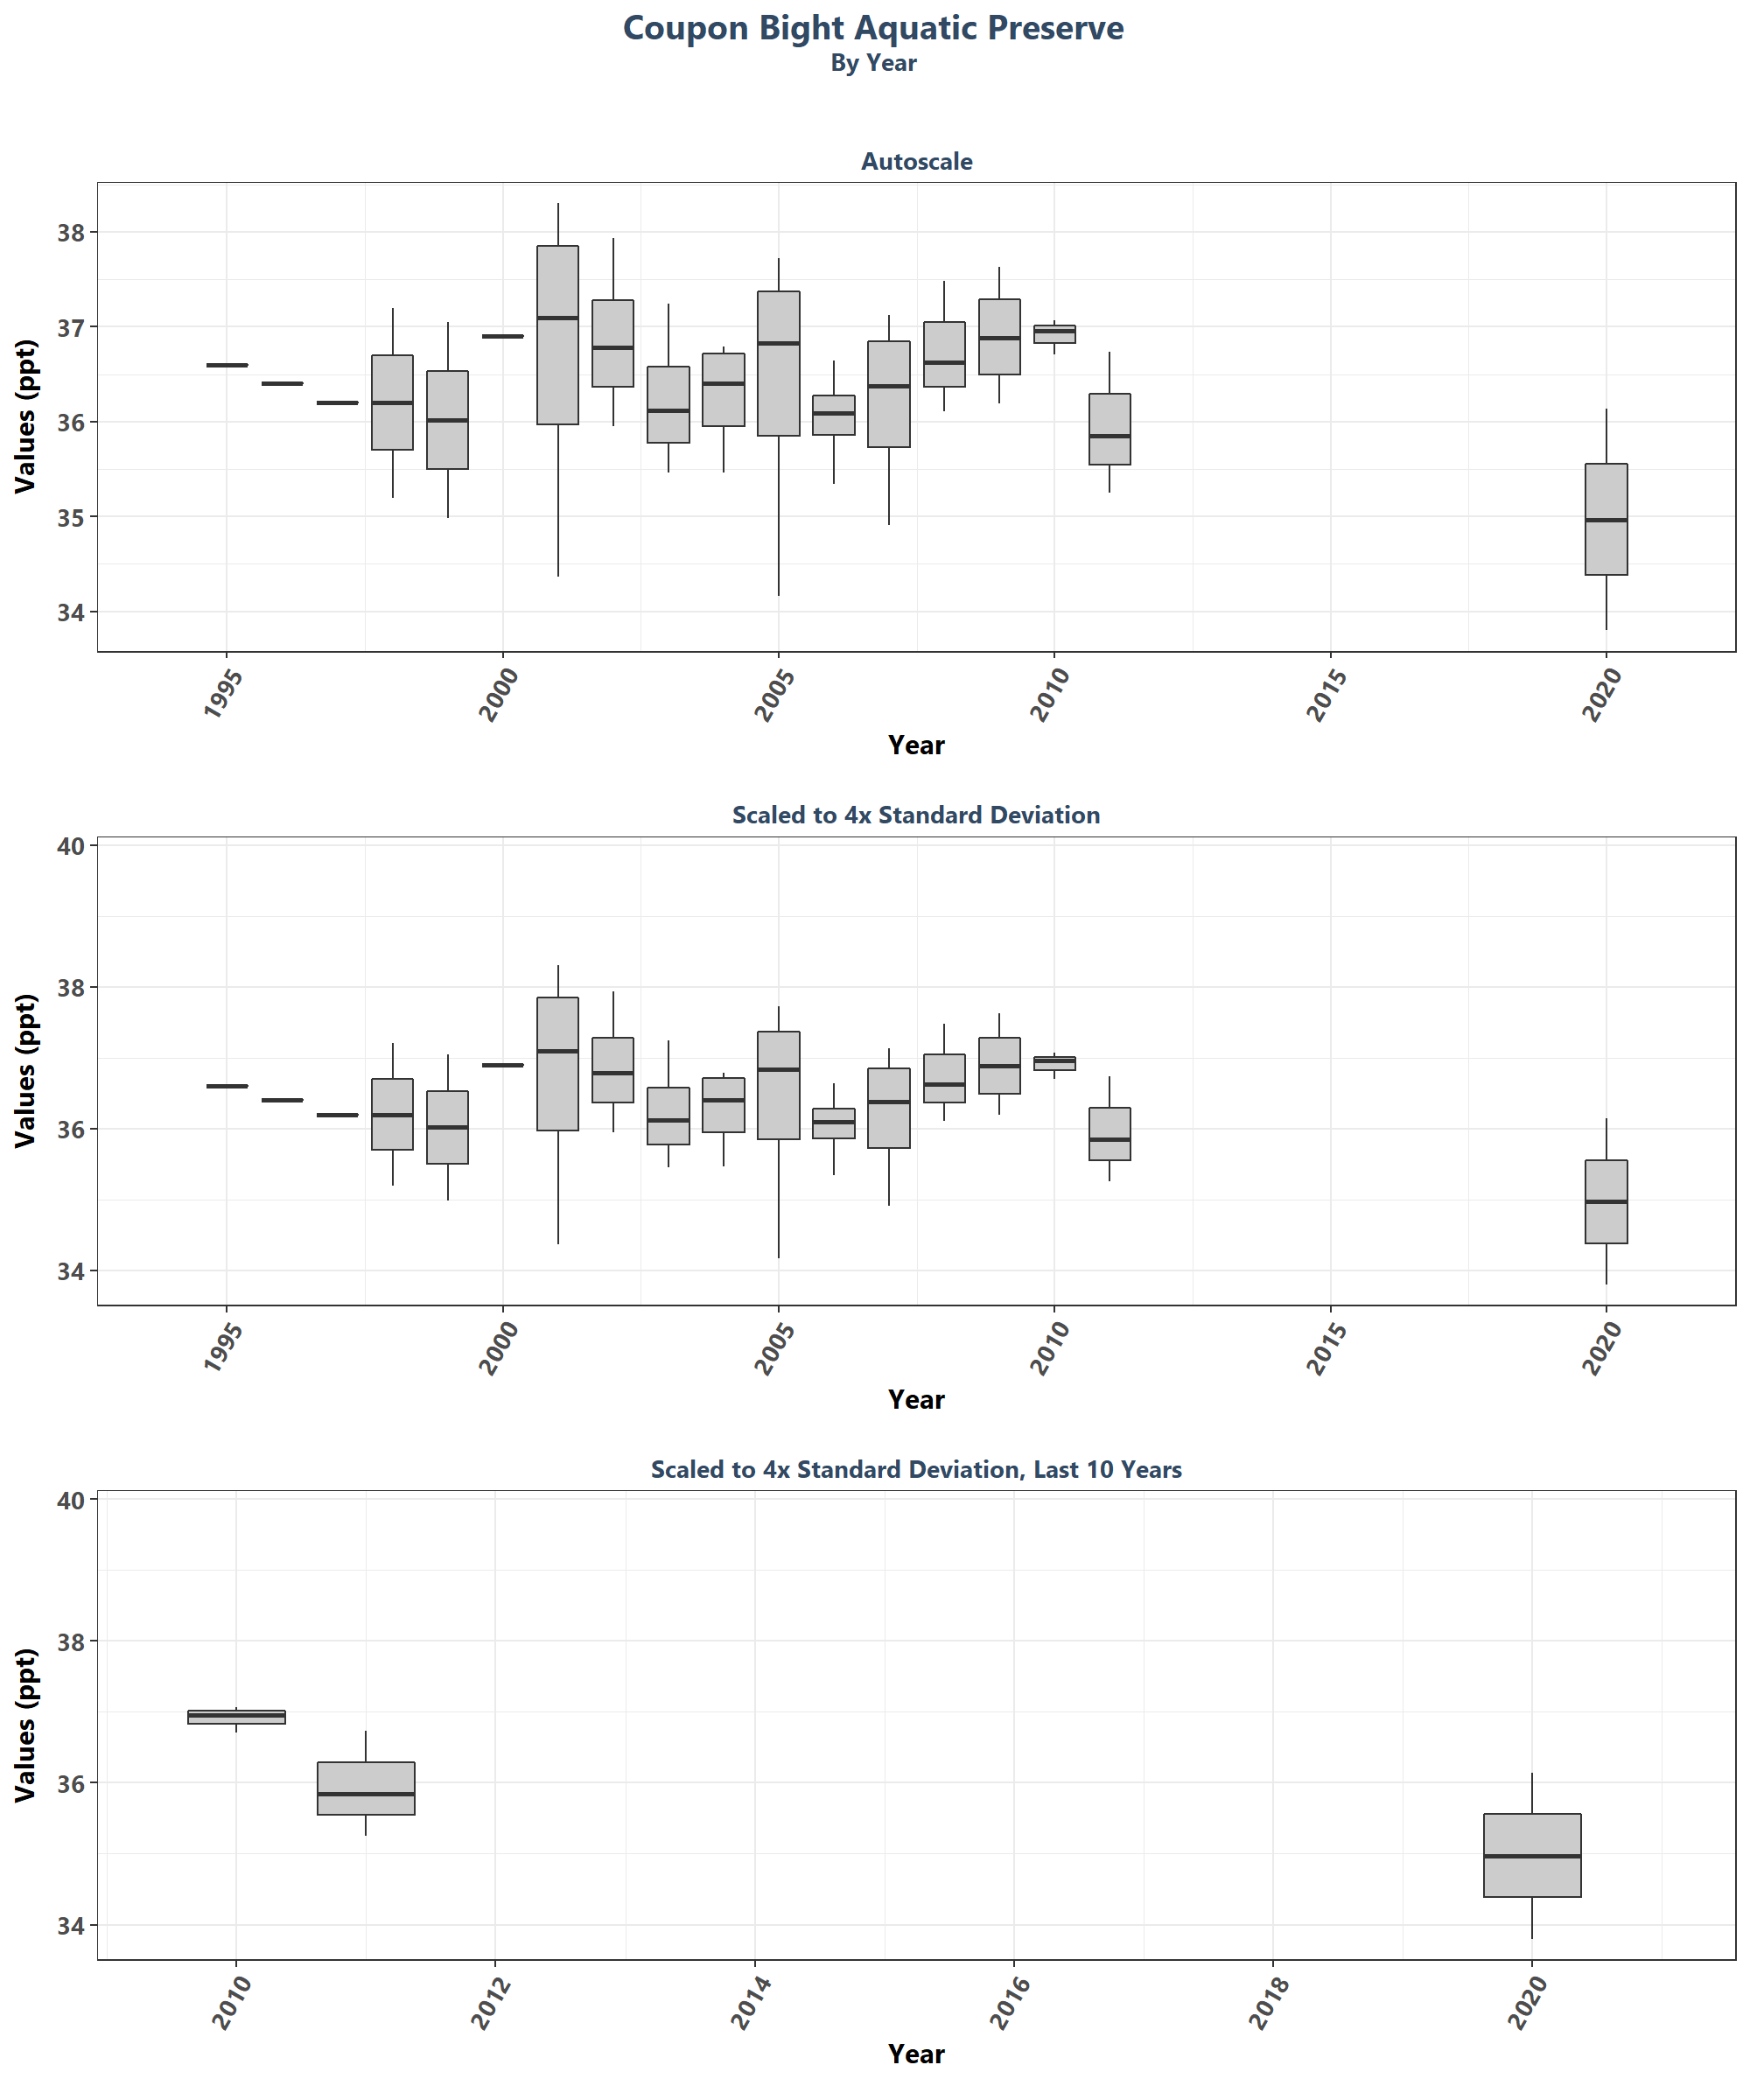 Coupon Bight Aquatic Preserve
By Year
Autoscale
Values (ppt)
38
37
36
35
34
1995
2000
2005
2010
2015
2020
Year
Scaled to 4x Standard Deviation
Values (ppt)
40
38
36
34
1995
2000
2005
2010
2015
2020
Year
Scaled to 4x Standard Deviation, Last 10 Years
Values (ppt)
40
38
36
34
2010
2012
2014
2016
2018
2020
Year